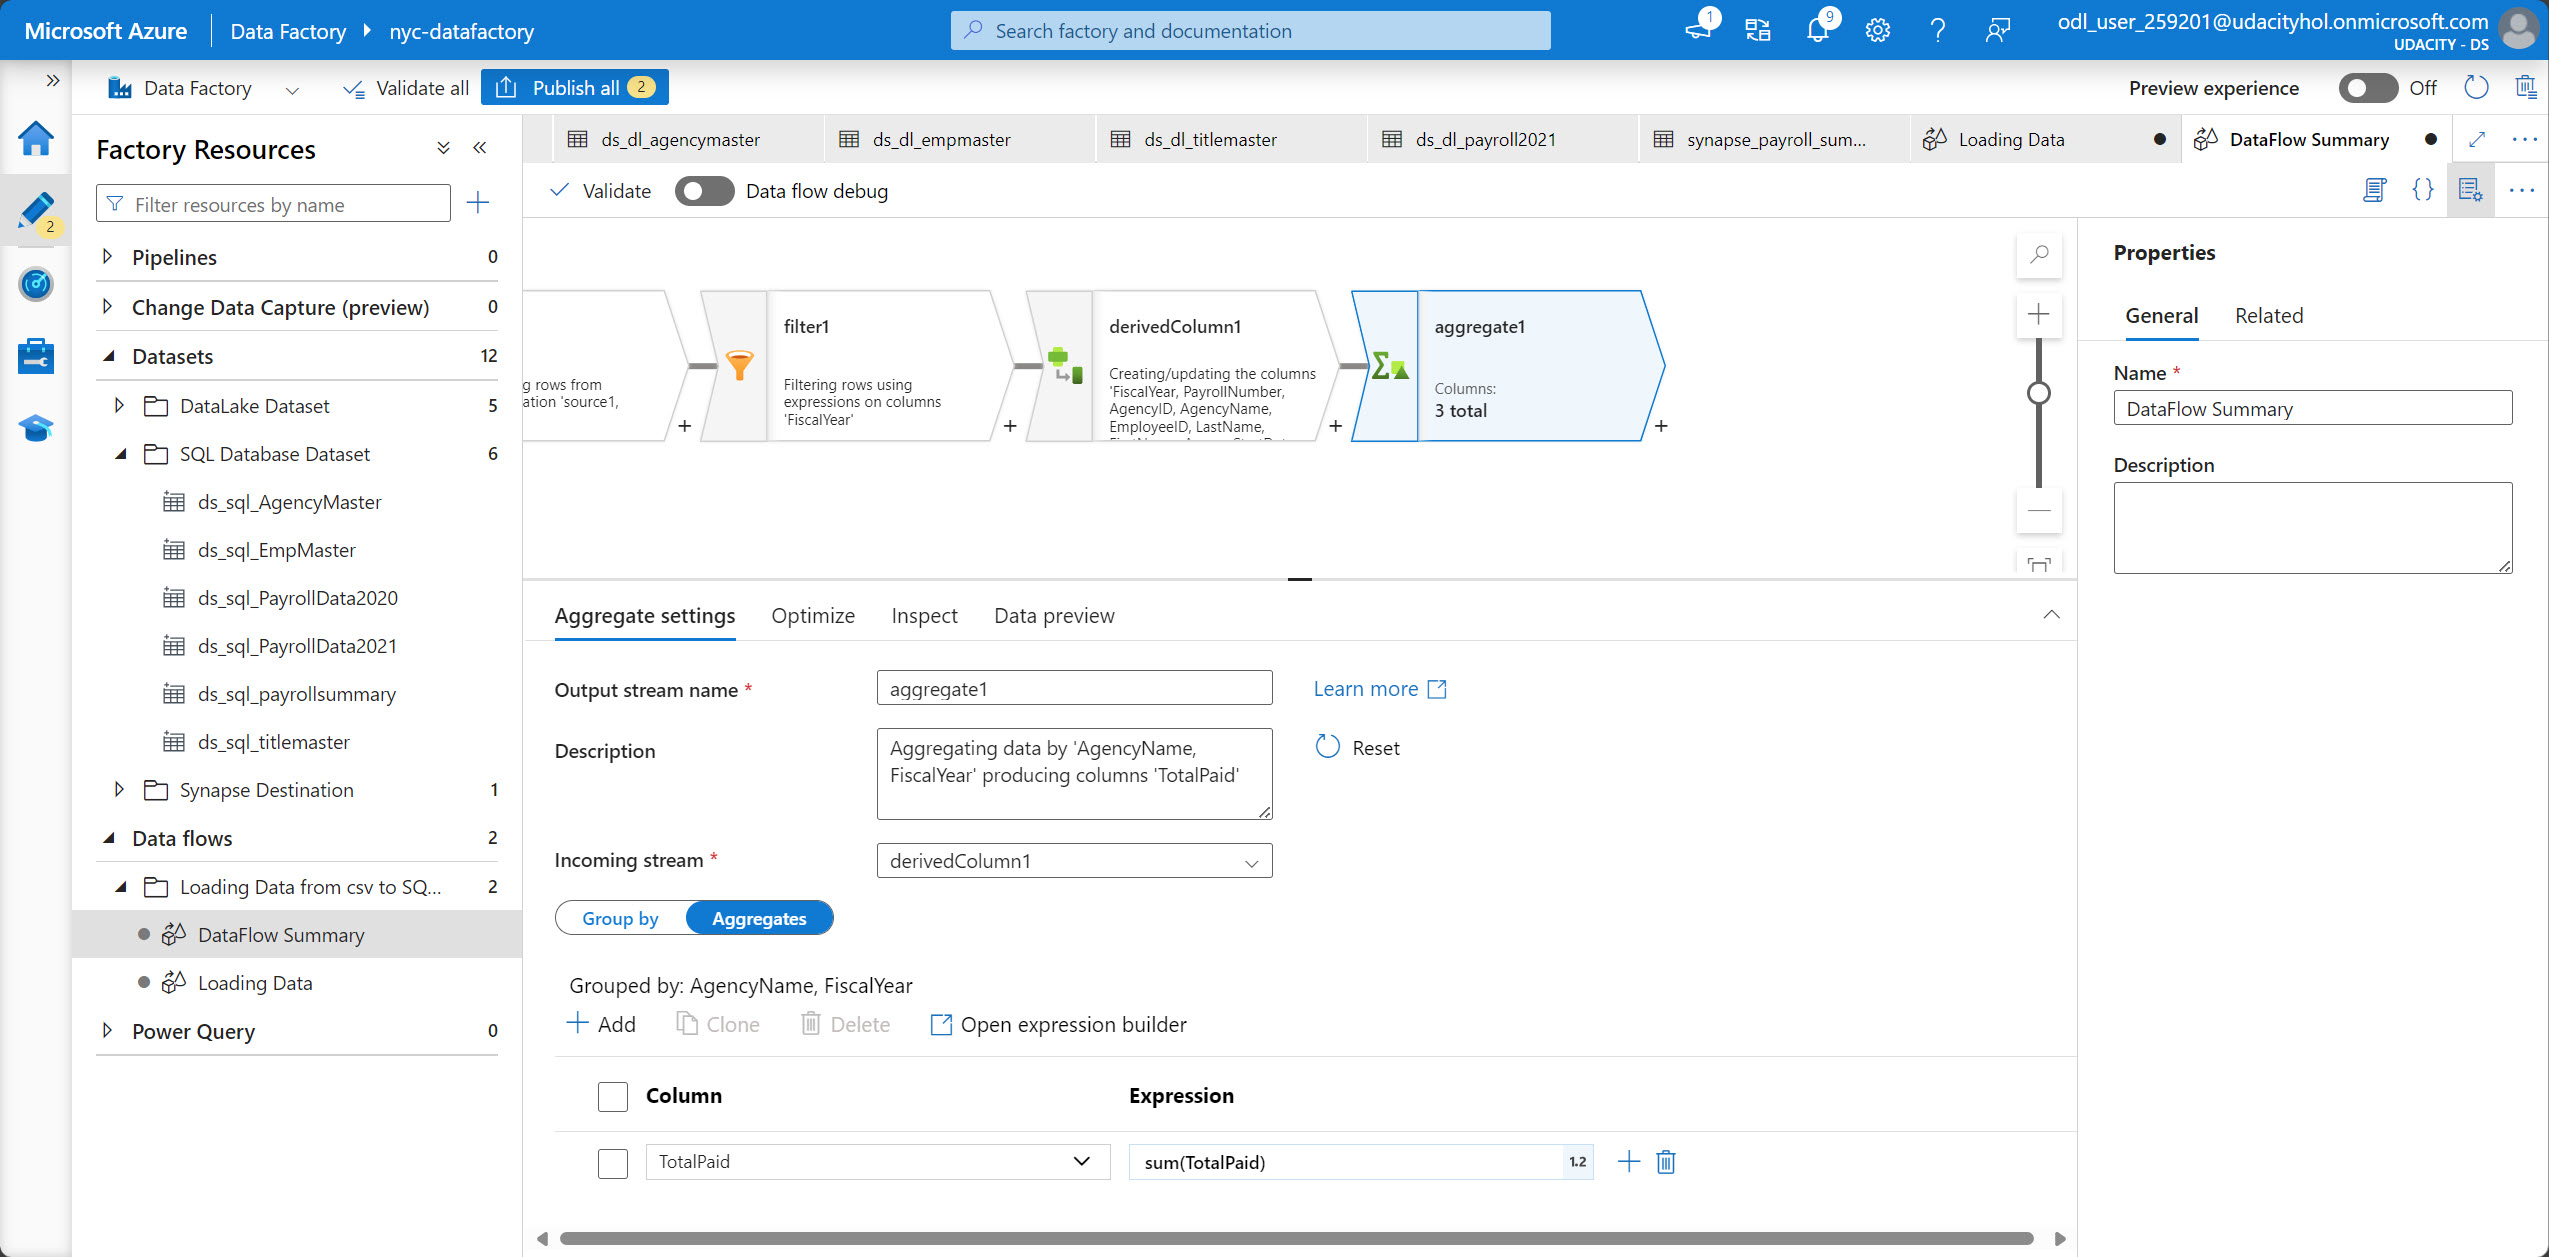 Microsoft Azure
Data Factory
nyc-datafactory
Search factory and documentation
1
9
odl_user_259201@udacityhol.onmicrosoft.com
UDACITY - DS
Data Factory
Validate all
Publish all
2
Preview experience
Off
2
Factory Resources
Filter resources by name
Pipelines
0
Change Data Capture (preview)
0
Datasets
12
DataLake Dataset
5
SQL Database Dataset
6
ds_sql_AgencyMaster
ds_sql_EmpMaster
ds_sql_PayrollData2020
ds_sql_PayrollData2021
ds_sql_payrollsummary
ds_sql_titlemaster
Synapse Destination
1
Data flows
2
Loading Data from csv to SQ...
2
DataFlow Summary
Loading Data
Power Query
0
ds_dl_agencymaster
ds_dl_empmaster
ds_dl_titlemaster
ds_dl_payroll2021
synapse_payroll_sum...
Loading Data
DataFlow Summary
Validate
Data flow debug
g rows from
ation 'source1,
filter1
Filtering rows using
expressions on columns
'FiscalYear'
derivedColumn1
Creating/updating the columns
'FiscalYear, PayrollNumber,
AgencyID, AgencyName,
EmployeeID, LastName,
aggregate1
Columns:
3 total
Aggregate settings
Optimize
Inspect
Data preview
Output stream name *
aggregate1
Learn more
Description
Aggregating data by 'AgencyName,
FiscalYear' producing columns 'TotalPaid'
Reset
Incoming stream *
derivedColumn1
Group by
Aggregates
Grouped by: AgencyName, FiscalYear
Add
Clone
Delete
Open expression builder
Column
Expression
TotalPaid
sum(TotalPaid)
1.2
Properties
General
Related
Name *
DataFlow Summary
Description